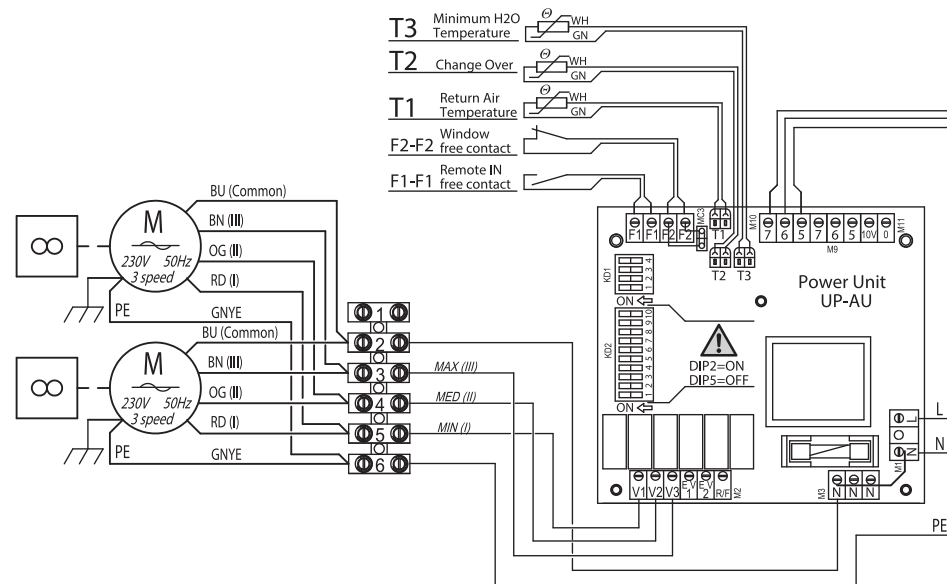 T3 Minimum H2O Temperature
Θ WH
GN
T2 Change Over
Θ WH
GN
T1 Return Air Temperature
Θ WH
GN
F2-F2 Window free contact
F1-F1 Remote IN free contact
BU (Common)
BN (III)
OG (II)
RD (I)
M
230V 50Hz
3 speed
PE
GNYE
BU (Common)
BN (III)
OG (II)
RD (I)
M
230V 50Hz
3 speed
PE
GNYE
1
2
3
4
5
6
MAX (III)
MED (II)
MIN (I)
F1 F1 F2 F2
MC3
T1
T2 T3
M10
7 6 5 7 6 5 10V 0
M11
M9
KD1
1 2 3 4
ON
KD2
1 2 3 4 5 6 7 8 9 10
ON
DIP2=ON
DIP5=OFF
Power Unit
UP-AU
L
N
M1
L
N
V1 V2 V3 EV1 EV2 R/F
M2
M3
N N N
PE